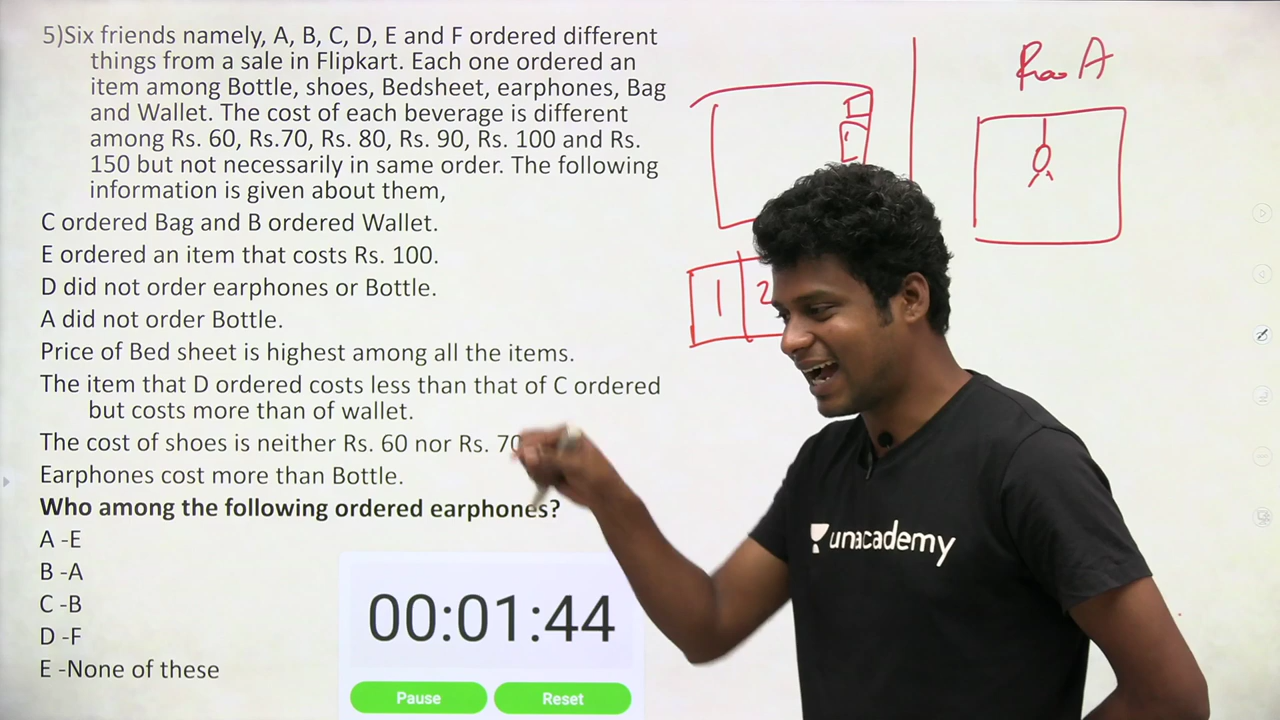 5)Six friends namely, A, B, C, D, E and F ordered different
things from a sale in Flipkart. Each one ordered an
item among Bottle, shoes, Bedsheet, earphones, Bag
and Wallet. The cost of each beverage is different
among Rs. 60, Rs.70, Rs. 80, Rs. 90, Rs. 100 and Rs.
150 but not necessarily in same order. The following
information is given about them,
C ordered Bag and B ordered Wallet.
E ordered an item that costs Rs. 100.
D did not order earphones or Bottle.
A did not order Bottle.
Price of Bed sheet is highest among all the items.
The item that D ordered costs less than that of C ordered
but costs more than of wallet.
The cost of shoes is neither Rs. 60 nor Rs. 70
Earphones cost more than Bottle.
Who among the following ordered earphones?
A -E
B -A
C -B
D -F
E -None of these
00:01:44
Pause
Reset
A
1 2
unacademy